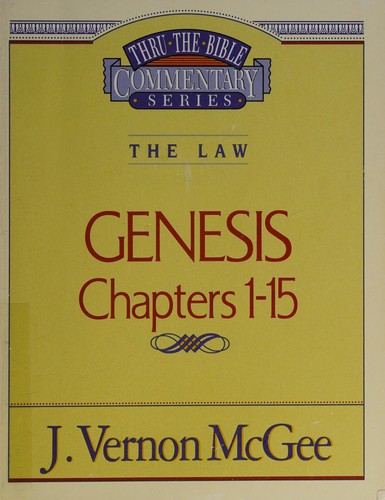 THRU·THE·BIBLE
COMMENTARY
SERIES
THE LAW
GENESIS
Chapters 1-15
J. Vernon McGee